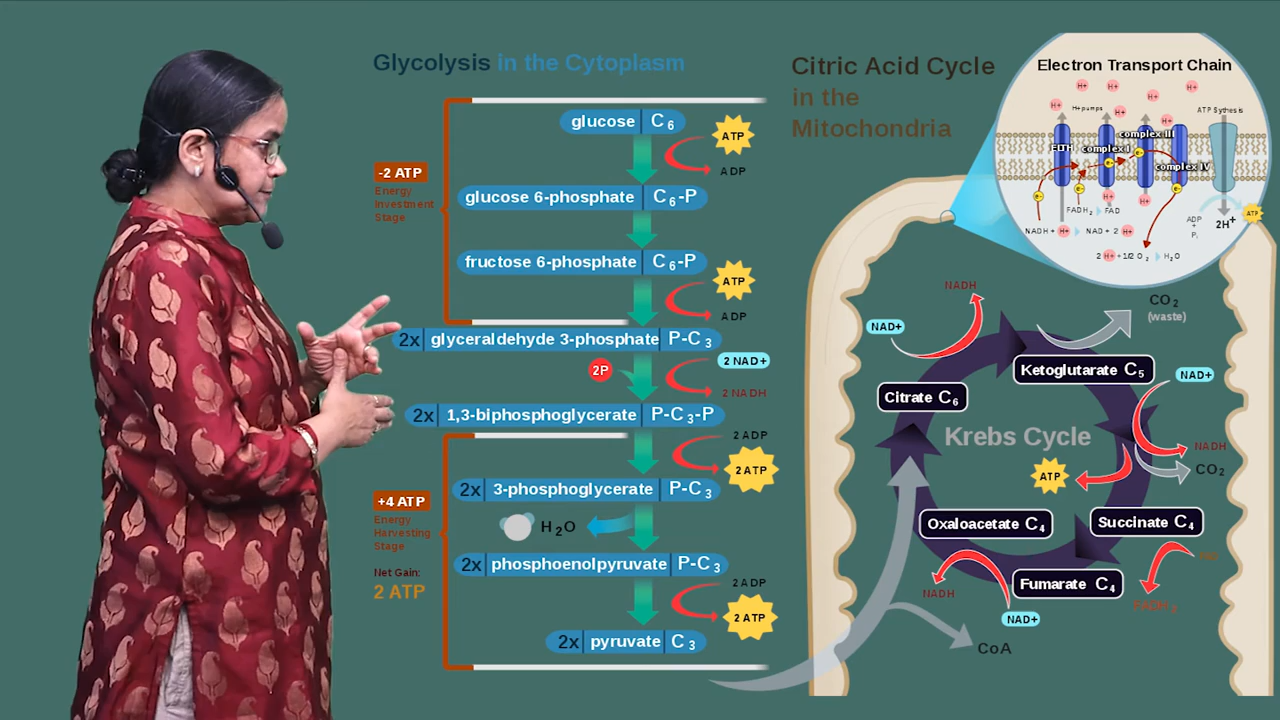 Glycolysis in the Cytoplasm
glucose C6
ATP
ADP
-2 ATP
Energy
Investment
Stage
glucose 6-phosphate C6-P
fructose 6-phosphate C6-P
ATP
ADP
2x glyceraldehyde 3-phosphate P-C3
2P
2 NAD+
2 NADH
2x 1,3-biphosphoglycerate P-C3-P
2 ADP
2 ATP
+4 ATP
Energy
Harvesting
Stage
Net Gain:
2 ATP
2x 3-phosphoglycerate P-C3
H2O
2x phosphoenolpyruvate P-C3
2 ADP
2 ATP
2x pyruvate C3
Citric Acid Cycle
in the
Mitochondria
Electron Transport Chain
H+ H+ H+ H+
H+ H+ H+
H+ pumps
ATP Sythesis
complex III
complex I
complex IV
e- e- e- e- e- e-
H+ H+
FADH2 FAD
NADH + H+ NAD + 2 H+
ADP
+
Pi
2H+
ATP
2 H+ + 1/2 O2 H2O
NADH
NAD+
CO2
(waste)
Ketoglutarate C5
NAD+
Citrate C6
Krebs Cycle
NADH
CO2
ATP
Oxaloacetate C4
Succinate C4
Fumarate C4
NADH
NAD+
CoA